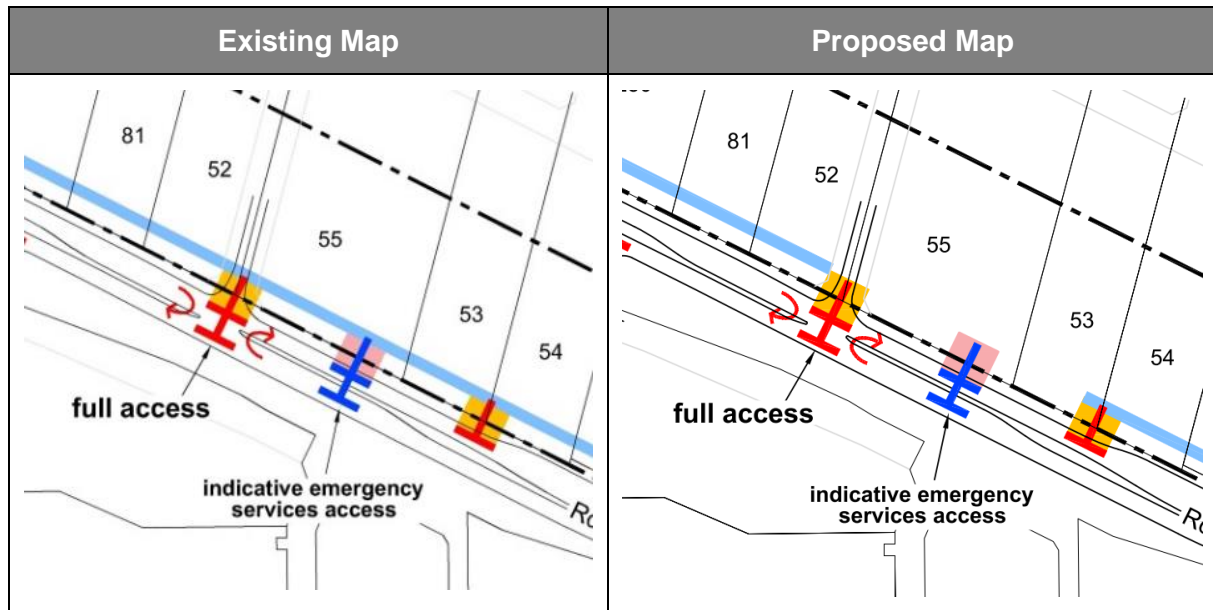 Existing Map
Proposed Map
81
52
55
53
54
full access
indicative emergency
services access
81
52
55
53
54
full access
indicative emergency
services access